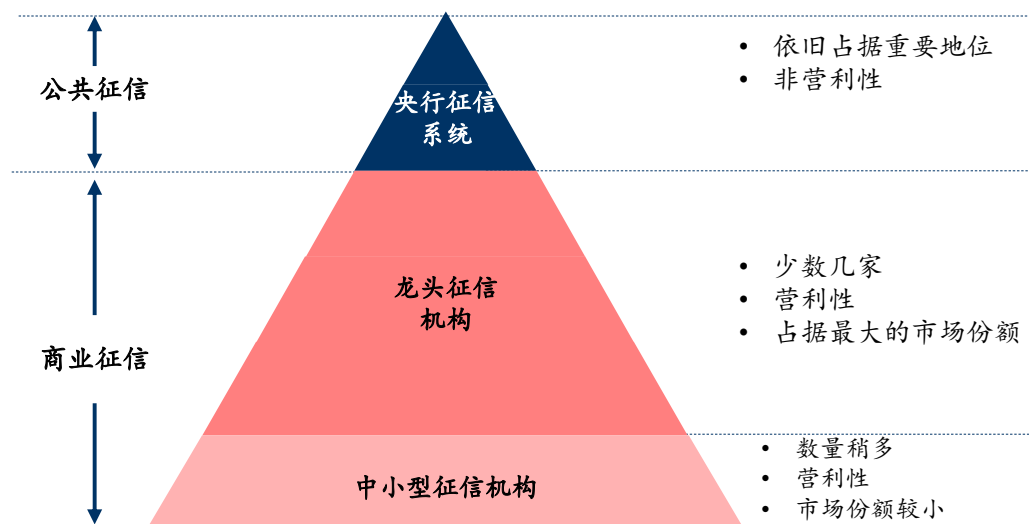 公共征信
央行征信
系统
• 依旧占据重要地位
• 非营利性
商业征信
龙头征信
机构
• 少数几家
• 营利性
• 占据最大的市场份额
中小型征信机构
• 数量稍多
• 营利性
• 市场份额较小